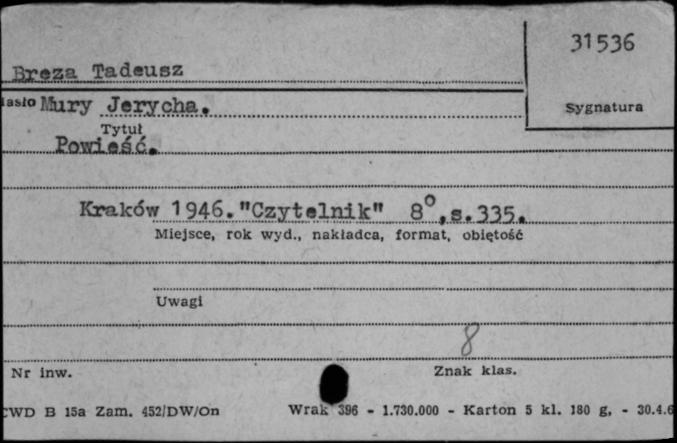 31536
Breza Tadeusz
Sygnatura
Mury Jerycha.
Tytuł
Powieść.
Kraków 1946. "Czytelnik" 8°, s. 335.
Miejsce, rok wyd., nakładca, format, objętość
Uwagi
8
Nr inw.
Znak klas.
CWD B 15a Zam. 452/DW/On
Wrak 396 - 1.730.000 - Karton 5 kl. 180 g, - 30.4.6